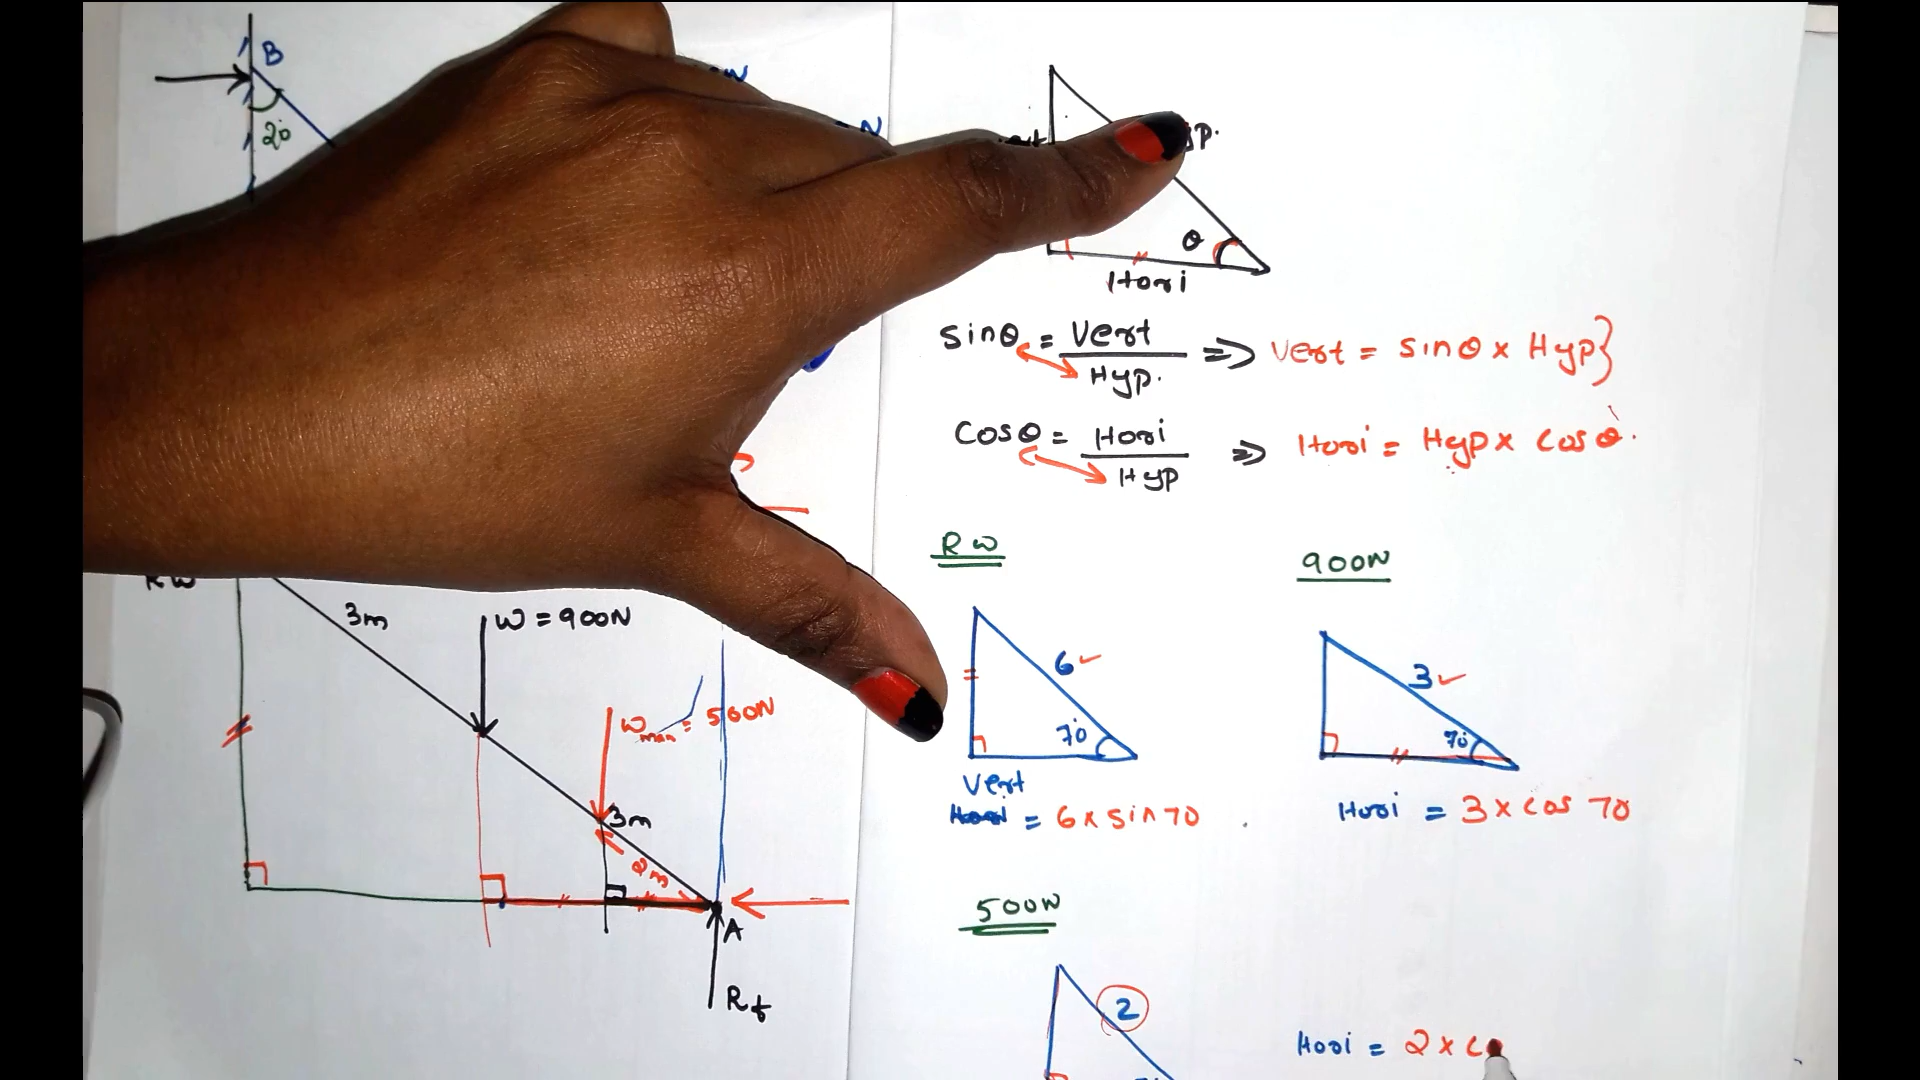 B
20°
3m
W = 900N
Wman = 500N
3m
2m
A
Rf
Hori
θ
sinθ = Vert / Hyp. => Vert = sinθ x Hyp}
Cosθ = Hori / Hyp => Hori = Hyp x cosθ.
RW
6
70°
Vert
= 6 x sin 70
900N
3
70°
Hori = 3 x cos 70
500N
2
Hori = 2 x c